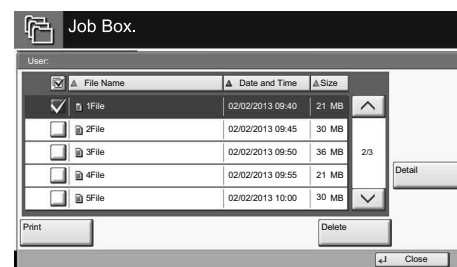 Job Box.
User:
File Name Date and Time Size
1File 02/02/2013 09:40 21 MB
2File 02/02/2013 09:45 30 MB
3File 02/02/2013 09:50 36 MB 2/3
4File 02/02/2013 09:55 21 MB
5File 02/02/2013 10:00 30 MB
Detail
Print Delete
Close